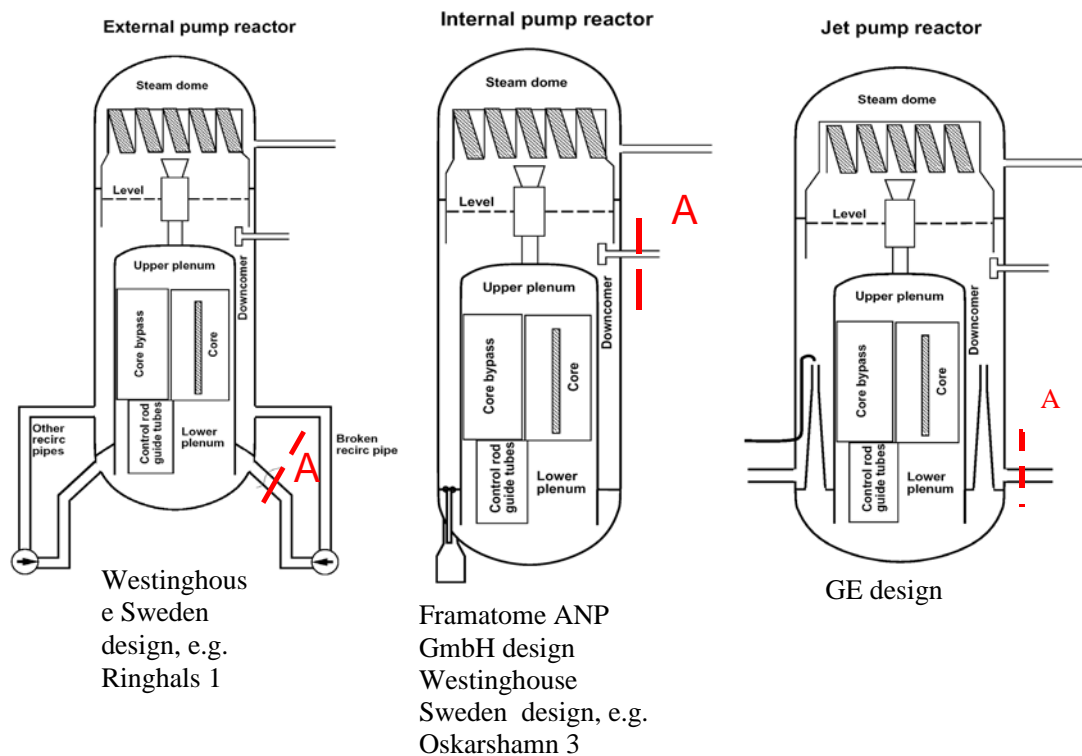 External pump reactor
Steam dome
Level
Upper plenum
Downcomer
Core bypass
Core
Control rod
guide tubes
Lower
plenum
Other
recirc
pipes
Broken
recirc pipe
A
Westinghous
e Sweden
design, e.g.
Ringhals 1
Internal pump reactor
Steam dome
Level
A
Upper plenum
Downcomer
Core bypass
Core
Control rod
guide tubes
Lower
plenum
Framatome ANP
GmbH design
Westinghouse
Sweden design, e.g.
Oskarshamn 3
Jet pump reactor
Steam dome
Level
Upper plenum
Downcomer
Core bypass
Core
Control rod
guide tubes
Lower
plenum
A
GE design